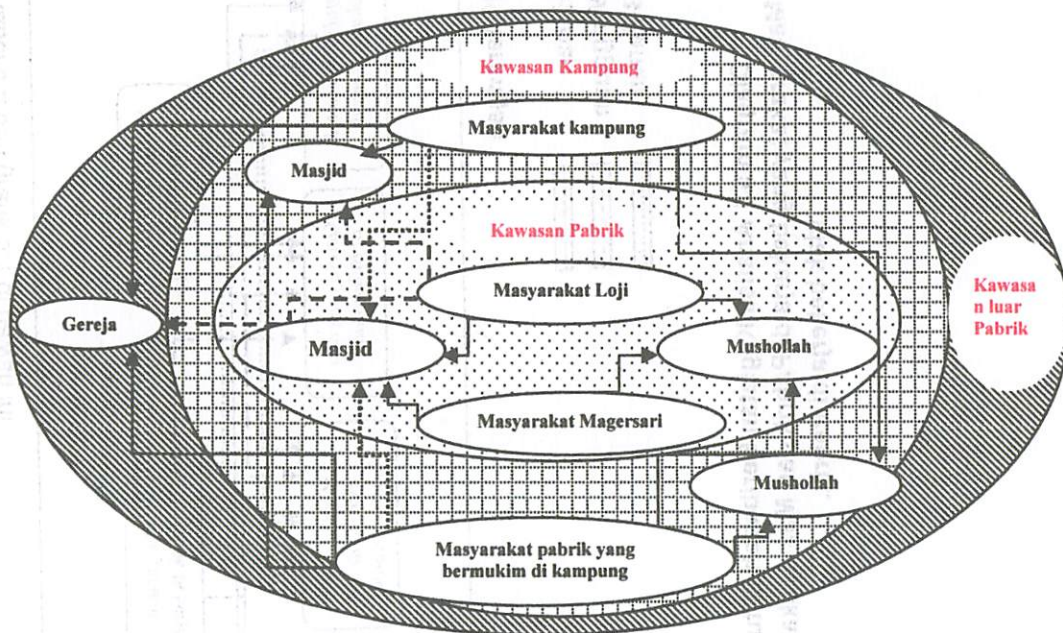 Kawasan Kampung
Masyarakat kampung
Masjid
Kawasan Pabrik
Masyarakat Loji
Kawasa
n luar
Pabrik
Gereja
Masjid
Mushollah
Masyarakat Magersari
Mushollah
Masyarakat pabrik yang
bermukim di kampung